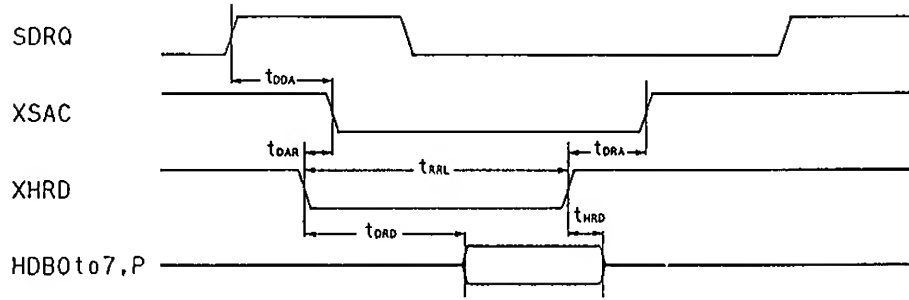 SDRQ
tDDA
XSAC
tDAR
tRRL
tDRA
XHRD
tDRD
tHRD
HDB0to7,P